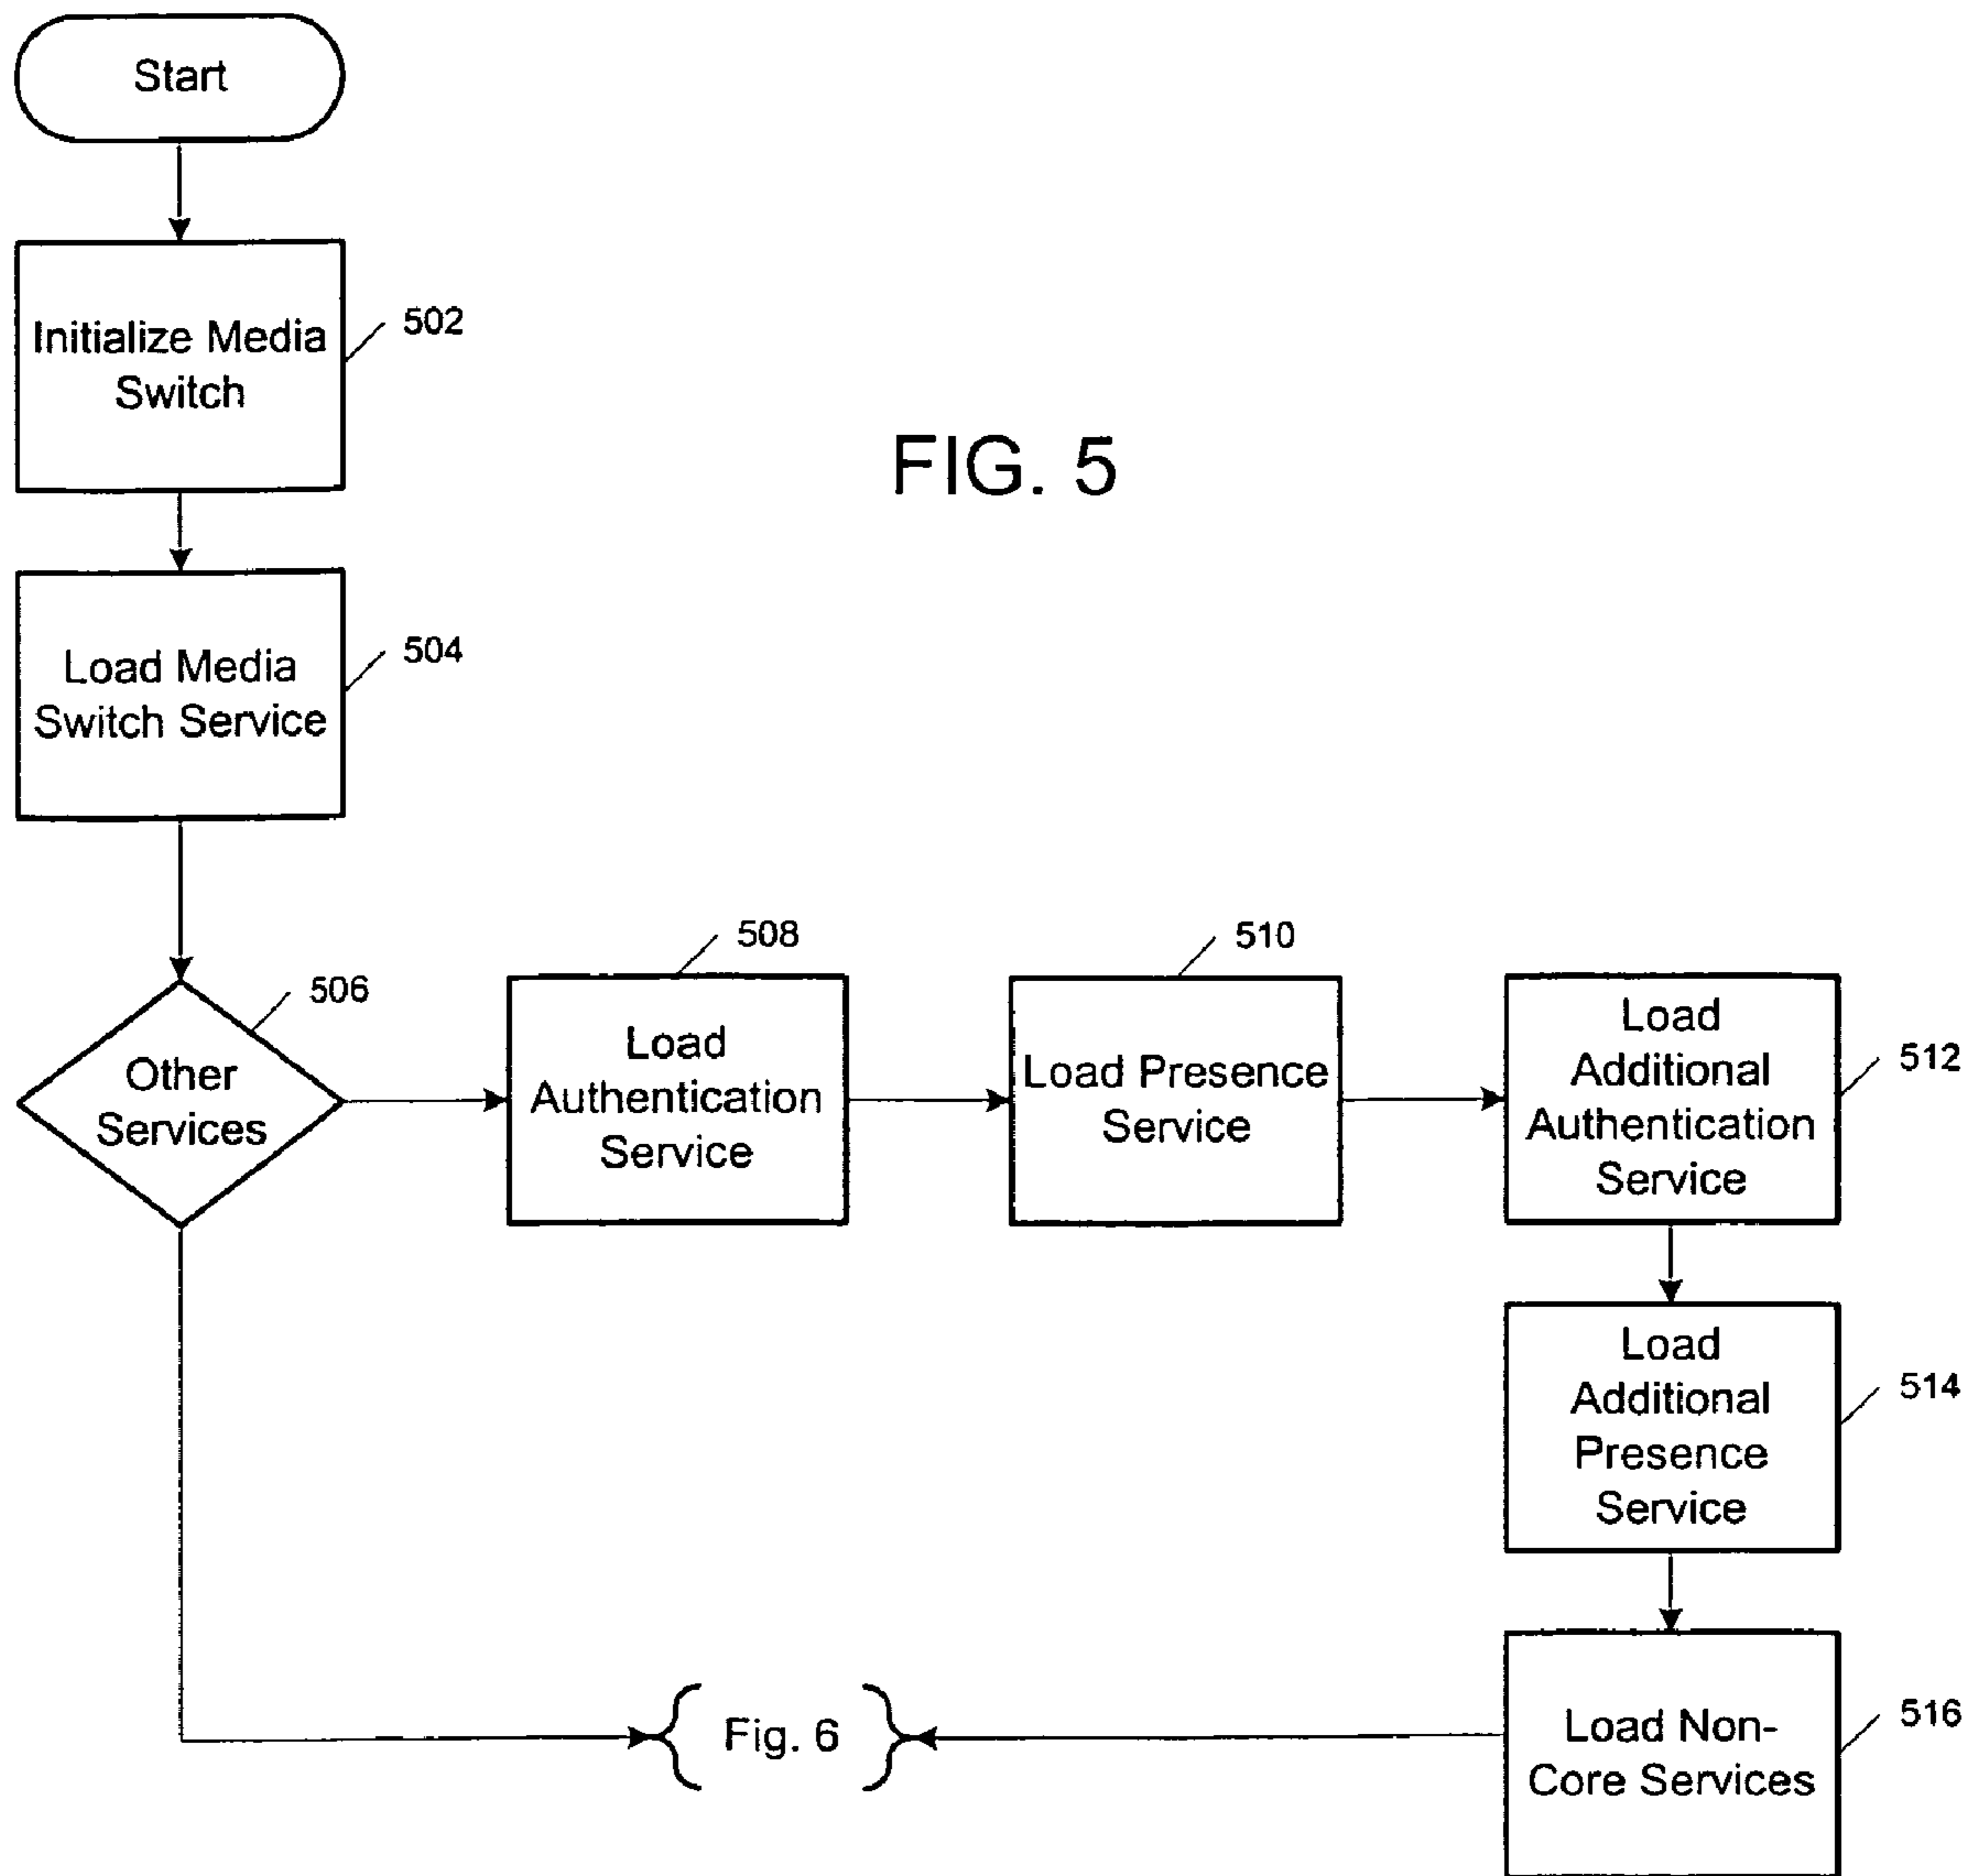 Start
Initialize Media
Switch
502
FIG. 5
Load Media
Switch Service
504
Other
Services
506
Load
Authentication
Service
508
Load Presence
Service
510
Load
Additional
Authentication
Service
512
Load
Additional
Presence
Service
514
Load Non-
Core Services
516
Fig. 6